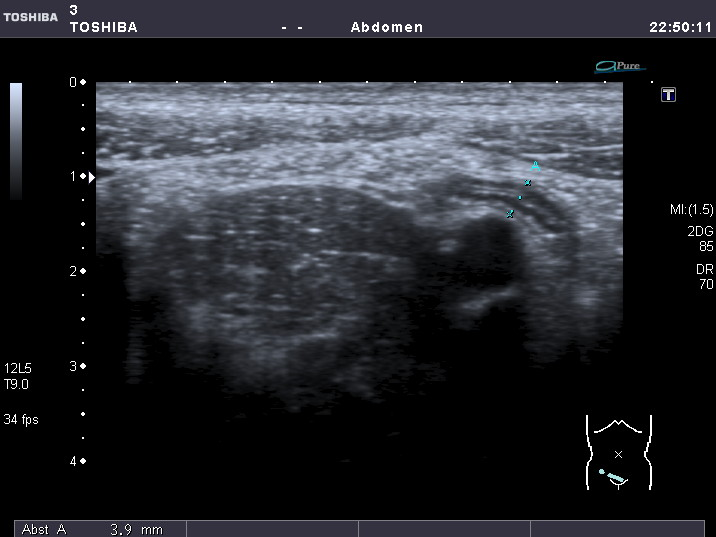 TOSHIBA
3
TOSHIBA - - Abdomen 22:50:11
aPure
T
0
1
2
3
4
A
MI:(1.5)
2DG
85
DR
70
12L5
T9.0
34 fps
Abst A 3.9 mm